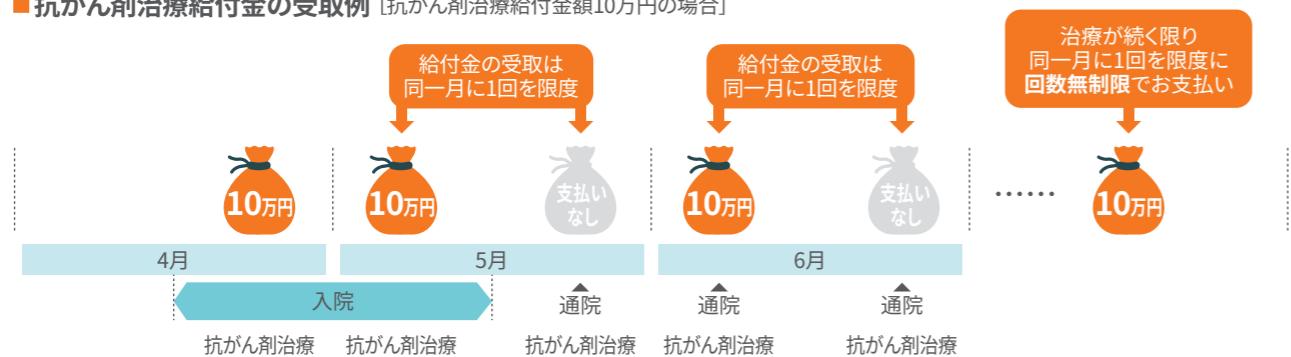 ■抗がん剤治療給付金の受取例 [抗がん剤治療給付金額10万円の場合]
給付金の受取は
同一月に1回を限度
給付金の受取は
同一月に1回を限度
治療が続く限り
同一月に1回を限度に
回数無制限でお支払い
10万円
10万円
支払い
なし
10万円
支払い
なし
……
10万円
4月
5月
6月
入院
通院
通院
通院
抗がん剤治療
抗がん剤治療
抗がん剤治療
抗がん剤治療
抗がん剤治療